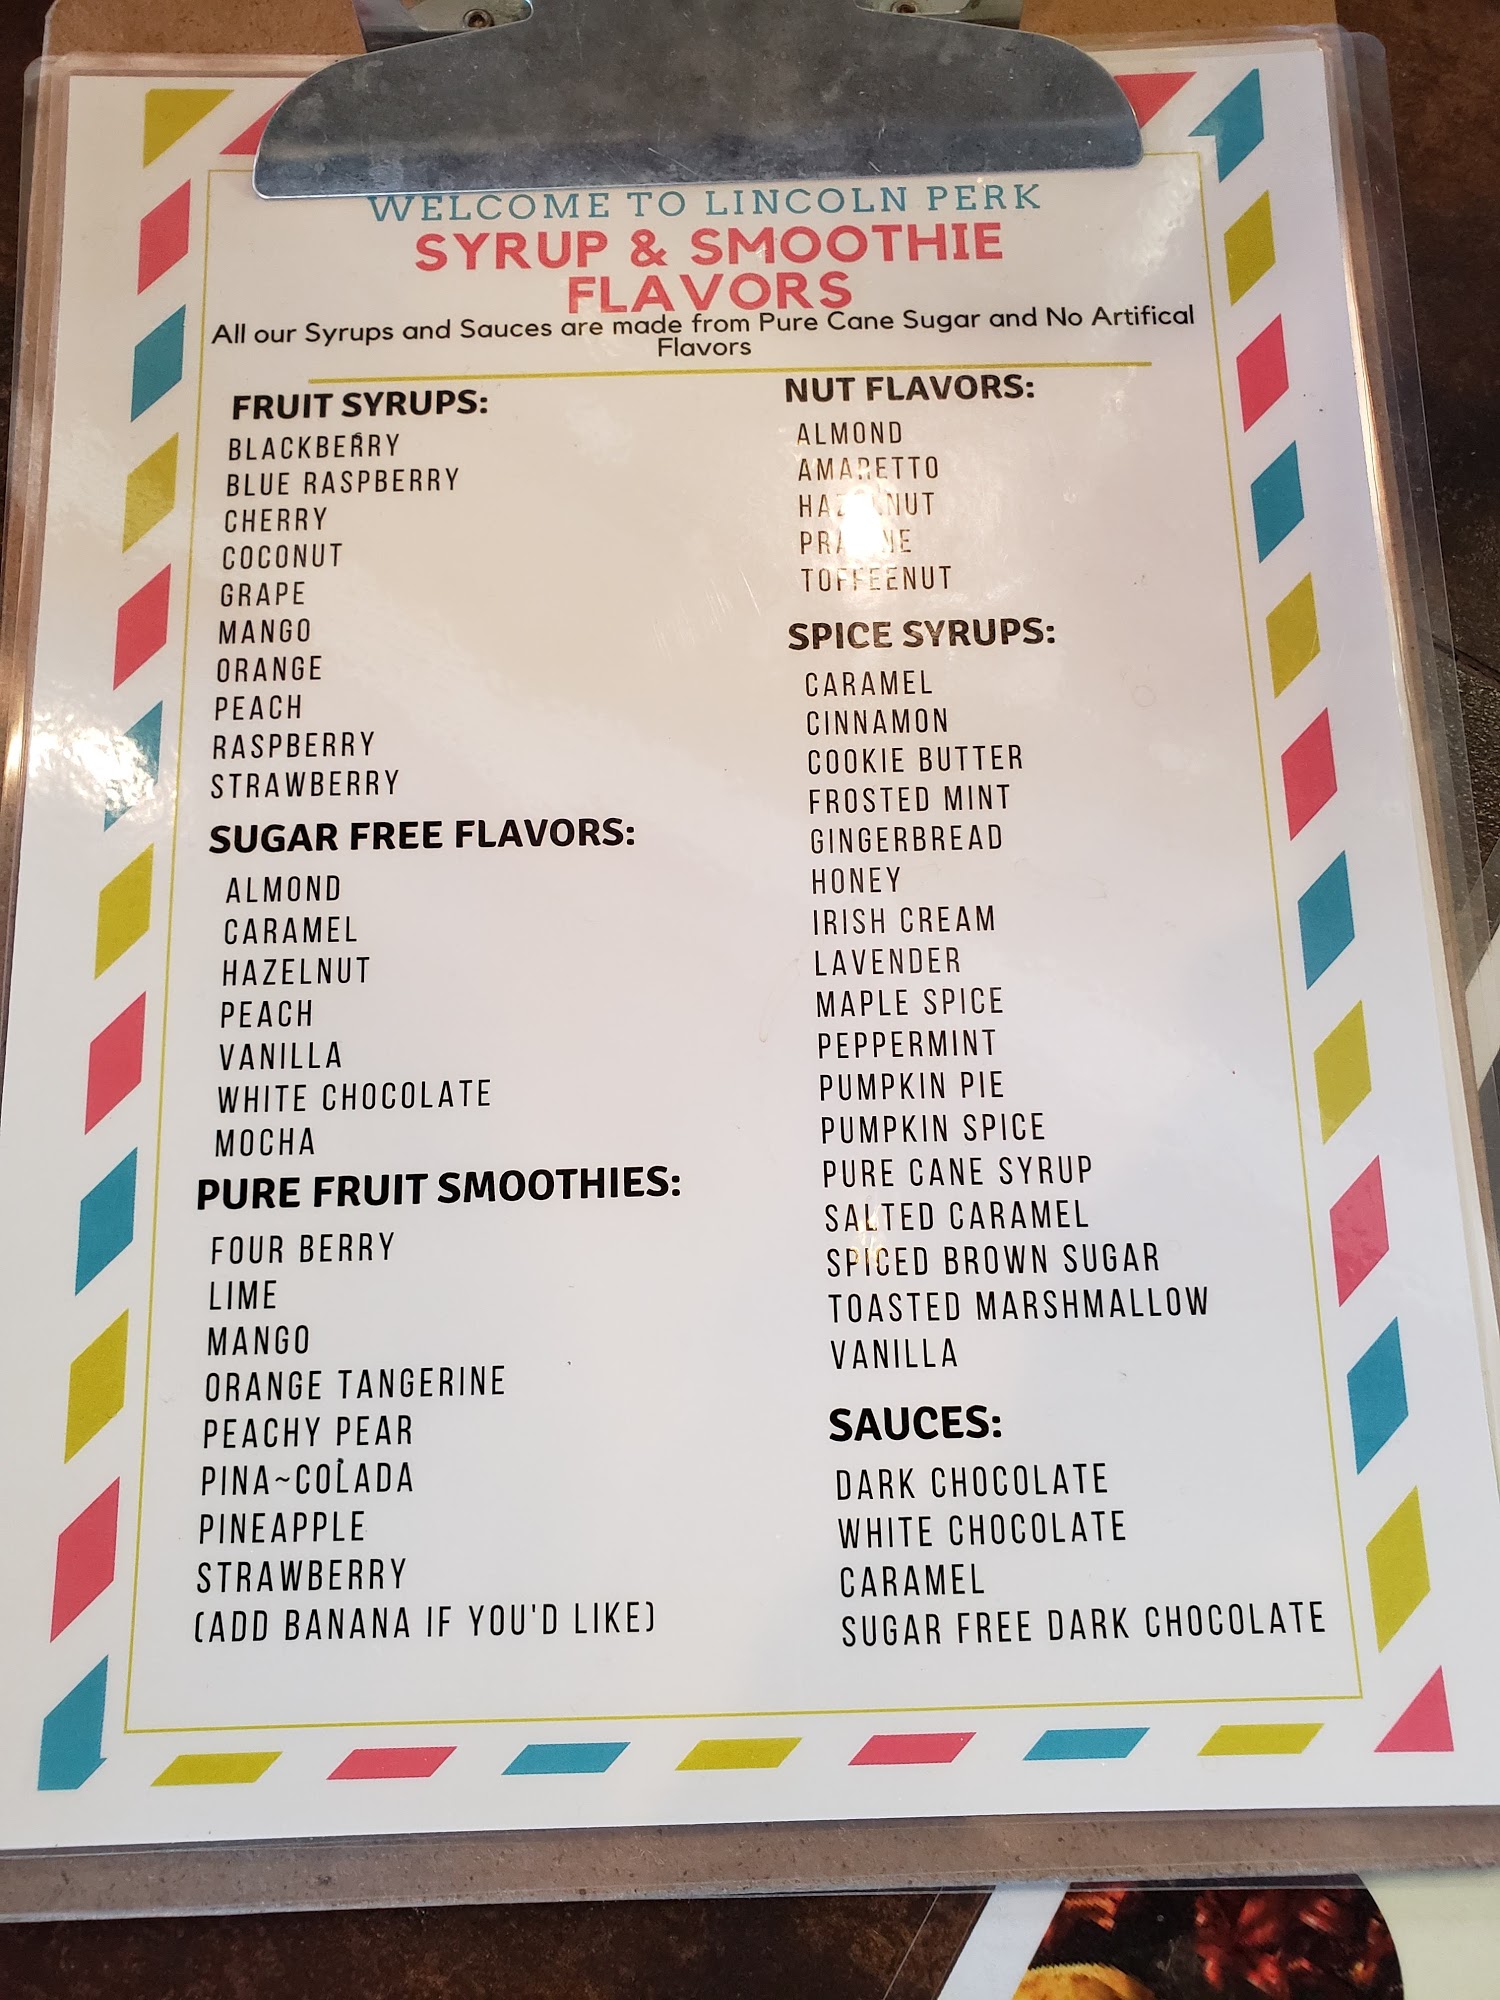 WELCOME TO LINCOLN PERK
SYRUP & SMOOTHIE
FLAVORS
All our Syrups and Sauces are made from Pure Cane Sugar and No Artifical
Flavors
FRUIT SYRUPS:
BLACKBERRY
BLUE RASPBERRY
CHERRY
COCONUT
GRAPE
MANGO
ORANGE
PEACH
RASPBERRY
STRAWBERRY
SUGAR FREE FLAVORS:
ALMOND
CARAMEL
HAZELNUT
PEACH
VANILLA
WHITE CHOCOLATE
MOCHA
PURE FRUIT SMOOTHIES:
FOUR BERRY
LIME
MANGO
ORANGE TANGERINE
PEACHY PEAR
PINA~COLADA
PINEAPPLE
STRAWBERRY
(ADD BANANA IF YOU'D LIKE)
NUT FLAVORS:
ALMOND
AMARETTO
HAZELNUT
PRALINE
TOFFEENUT
SPICE SYRUPS:
CARAMEL
CINNAMON
COOKIE BUTTER
FROSTED MINT
GINGERBREAD
HONEY
IRISH CREAM
LAVENDER
MAPLE SPICE
PEPPERMINT
PUMPKIN PIE
PUMPKIN SPICE
PURE CANE SYRUP
SALTED CARAMEL
SPICED BROWN SUGAR
TOASTED MARSHMALLOW
VANILLA
SAUCES:
DARK CHOCOLATE
WHITE CHOCOLATE
CARAMEL
SUGAR FREE DARK CHOCOLATE